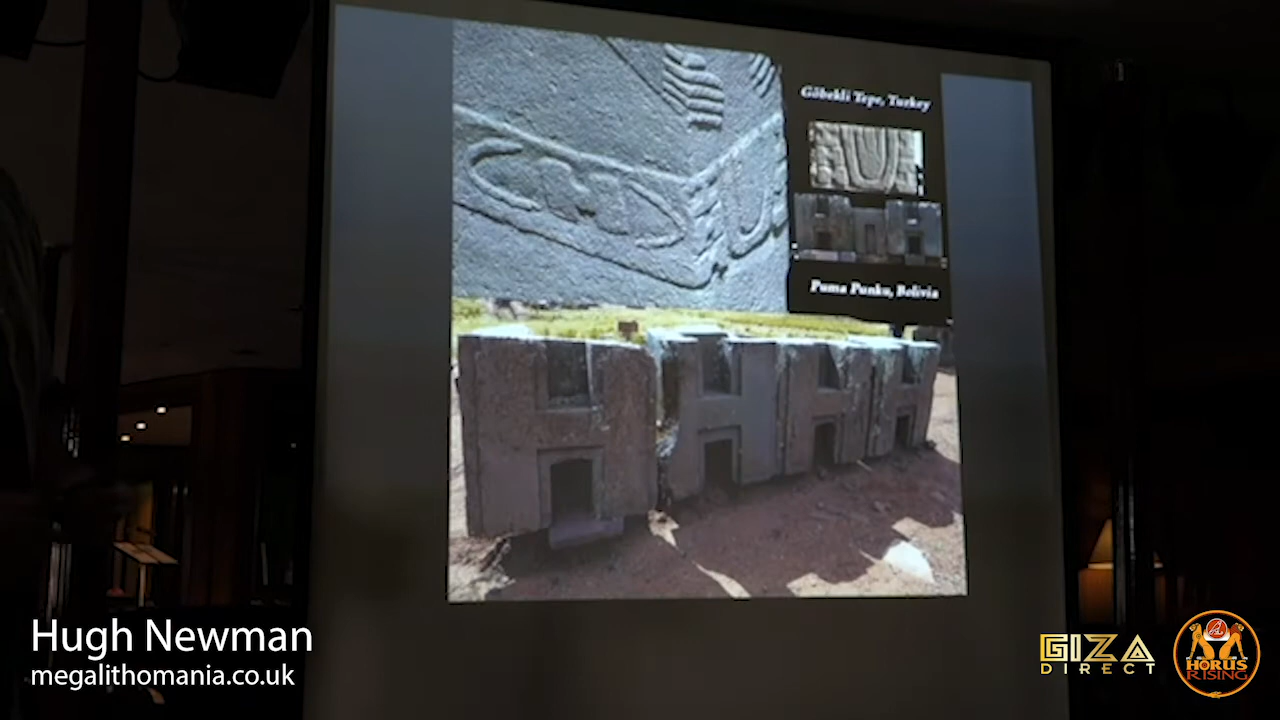 Göbekli Tepe, Turkey
Puma Punku, Bolivia
Hugh Newman
megalithomania.co.uk
GIZA
DIRECT
HORUS
RISING